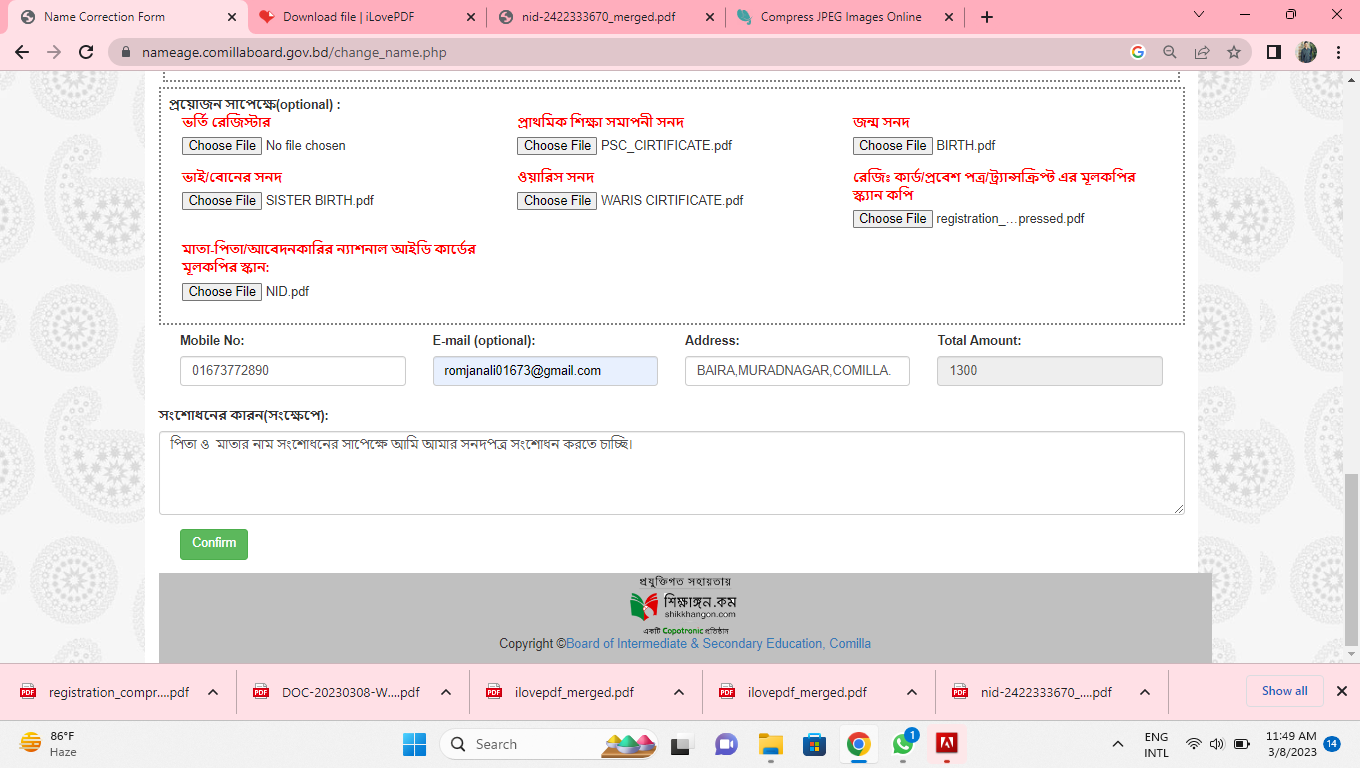 Name Correction Form
Download file | iLovePDF
nid-2422333670_merged.pdf
Compress JPEG Images Online
nameage.comillaboard.gov.bd/change_name.php
প্রয়োজন সাপেক্ষে(optional) :
ভর্তি রেজিস্টার
Choose File No file chosen
প্রাথমিক শিক্ষা সমাপনী সনদ
Choose File PSC_CIRTIFICATE.pdf
জন্ম সনদ
Choose File BIRTH.pdf
ভাই/বোনের সনদ
Choose File SISTER BIRTH.pdf
ওয়ারিস সনদ
Choose File WARIS CIRTIFICATE.pdf
রেজিঃ কার্ড/প্রবেশ পত্র/ট্র্যান্সক্রিপ্ট এর মূলকপির
স্ক্যান কপি
Choose File registration_...pressed.pdf
মাতা-পিতা/আবেদনকারির ন্যাশনাল আইডি কার্ডের
মূলকপির স্কান:
Choose File NID.pdf
Mobile No:
01673772890
E-mail (optional):
romjanali01673@gmail.com
Address:
BAIRA,MURADNAGAR,COMILLA.
Total Amount:
1300
সংশোধনের কারন(সংক্ষেপে):
পিতা ও মাতার নাম সংশোধনের সাপেক্ষে আমি আমার সনদপত্র সংশোধন করতে চাচ্ছি।
Confirm
প্রযুক্তিগত সহায়তায়
শিক্ষাঙ্গন.কম
shikkhangon.com
একটি Copotronic প্রতিষ্ঠান
Copyright ©Board of Intermediate & Secondary Education, Comilla
registration_compr....pdf
DOC-20230308-W....pdf
ilovepdf_merged.pdf
ilovepdf_merged.pdf
nid-2422333670_....pdf
Show all
86°F
Haze
Search
1
ENG
INTL
11:49 AM
3/8/2023
14